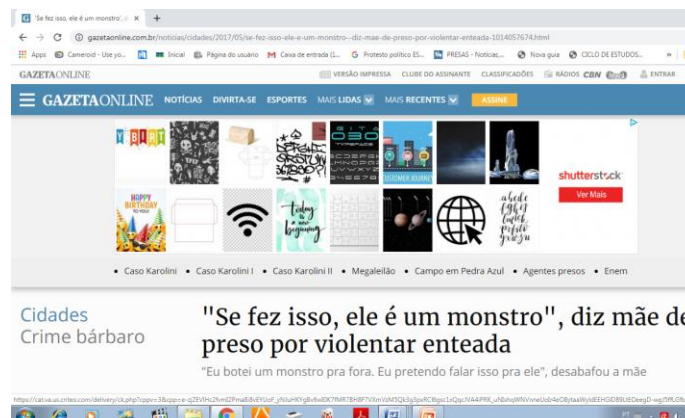 'Se fez isso, ele é um monstro', d
gazetaonline.com.br/noticias/cidades/2017/05/se-fez-isso-ele-e-um-monstro--diz-mae-de-preso-por-violentar-enteada-1014057674.html
Apps Cameroid - Use yo... Inicial Página do usuário Caixa de entrada (1... Protesto político ES... PRESAS - Notícias,... Nova guia CICLO DE ESTUDOS...
GAZETAONLINE VERSÃO IMPRESSA CLUBE DO ASSINANTE CLASSIFICADÕES RÁDIOS CBN ENTRAR
GAZETAONLINE NOTÍCIAS DIVIRTA-SE ESPORTES MAIS LIDAS MAIS RECENTES ASSINE
CUSTOMER JOURNEY
HAPPY BIRTHDAY TO YOU!
today is a new beginning
shutterstock
Ver Mais
Caso Karolini Caso Karolini I Caso Karolini II Megaleilão Campo em Pedra Azul Agentes presos Enem
Cidades
Crime bárbaro
"Se fez isso, ele é um monstro", diz mãe de
preso por violentar enteada
"Eu botei um monstro pra fora. Eu pretendo falar isso pra ele", desabafou a mãe
PT